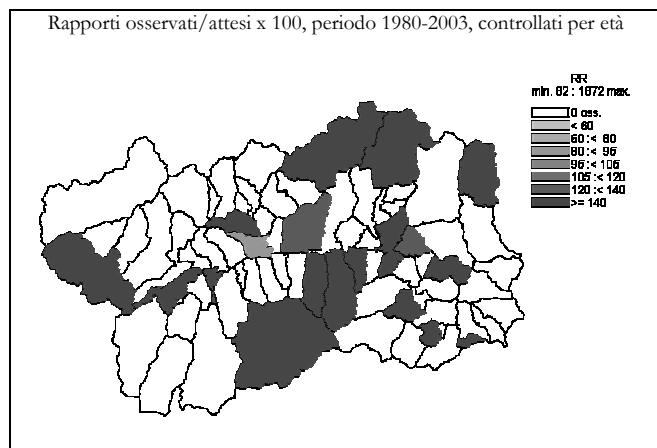 Rapporti osservati/attesi x 100, periodo 1980-2003, controllati per età
RR
min. 82 : 1872 max.
0 oss.
< 60
60 :< 80
80 :< 95
95 :< 105
105 :< 120
120 :< 140
>= 140